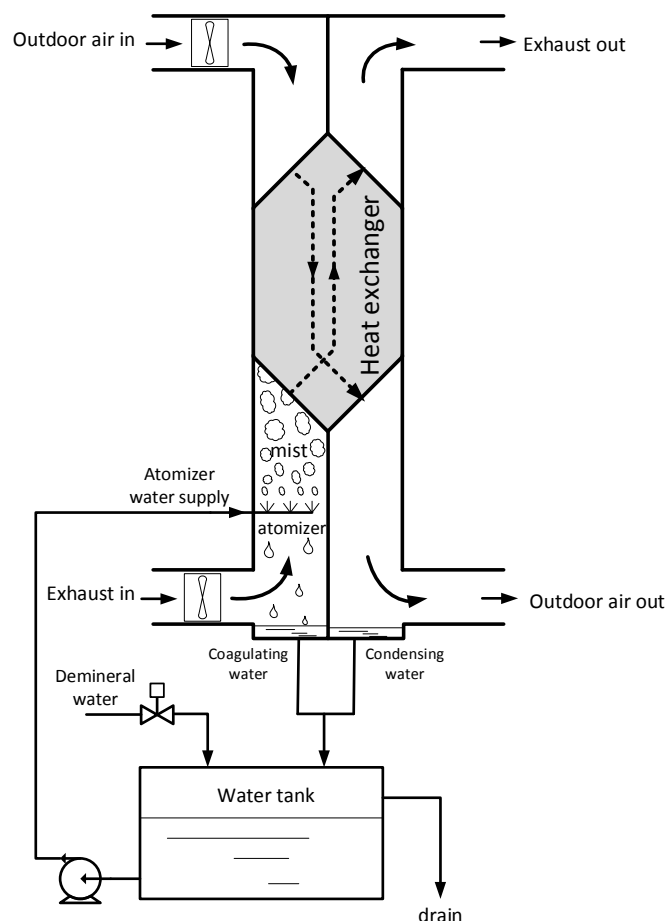 Outdoor air in
Exhaust out
Heat exchanger
mist
Atomizer
water supply
atomizer
Exhaust in
Outdoor air out
Coagulating
water
Condensing
water
Demineral
water
Water tank
drain